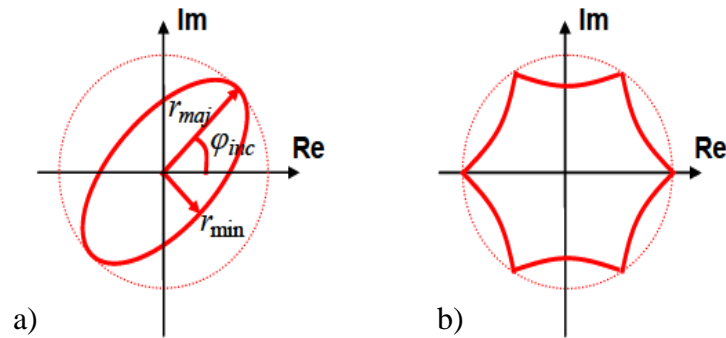 Im
r_maj
φ_inc
Re
r_min
a)
Im
Re
b)